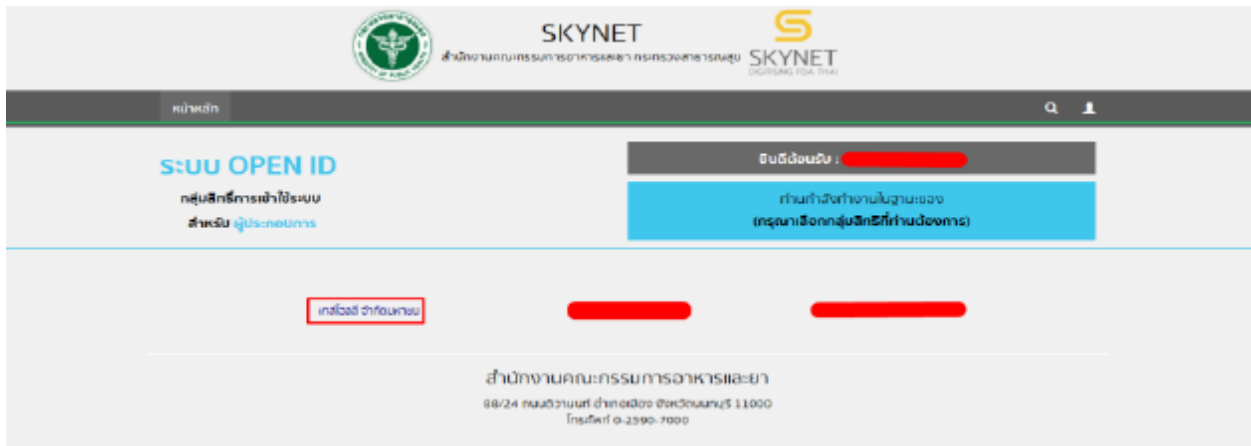 SKYNET
สำนักงานคณะกรรมการอาหารและยา กระทรวงสาธารณสุข
SKYNET
DIGITISING FDA THAI
หน้าหลัก
ระบบ OPEN ID
กลุ่มสิทธิ์การเข้าใช้ระบบ
สำหรับ ผู้ประกอบการ
ยินดีต้อนรับ :
ท่านกำลังทำงานในฐานะของ
(กรุณาเลือกกลุ่มสิทธิที่ท่านต้องการ)
จำกัดมหาชน
สำนักงานคณะกรรมการอาหารและยา
88/24 ถนนติวานนท์ อำเภอเมือง จังหวัดนนทบุรี 11000
โทรศัพท์ 0-2590-7000